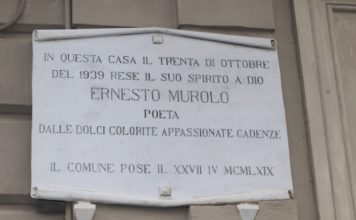 IN QUESTA CASA IL TRENTA DI OTTOBRE
DEL 1939 RESE IL SUO SPIRITO A DIO
ERNESTO MUROLO
POETA
DALLE DOLCI COLORITE APPASSIONATE CADENZE
IL COMUNE POSE IL XXVII IV MCMLXIX